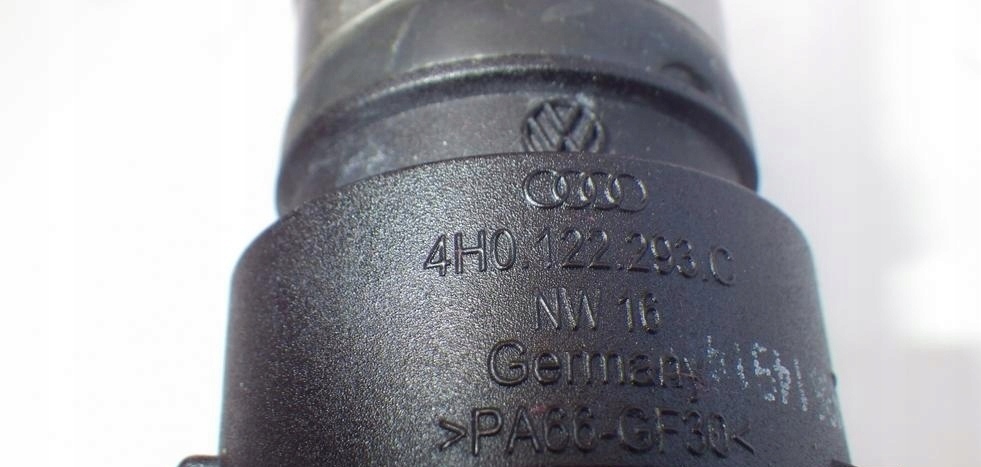 4H0.122.293.C
NW 16
Germany
>PA66-GF30<